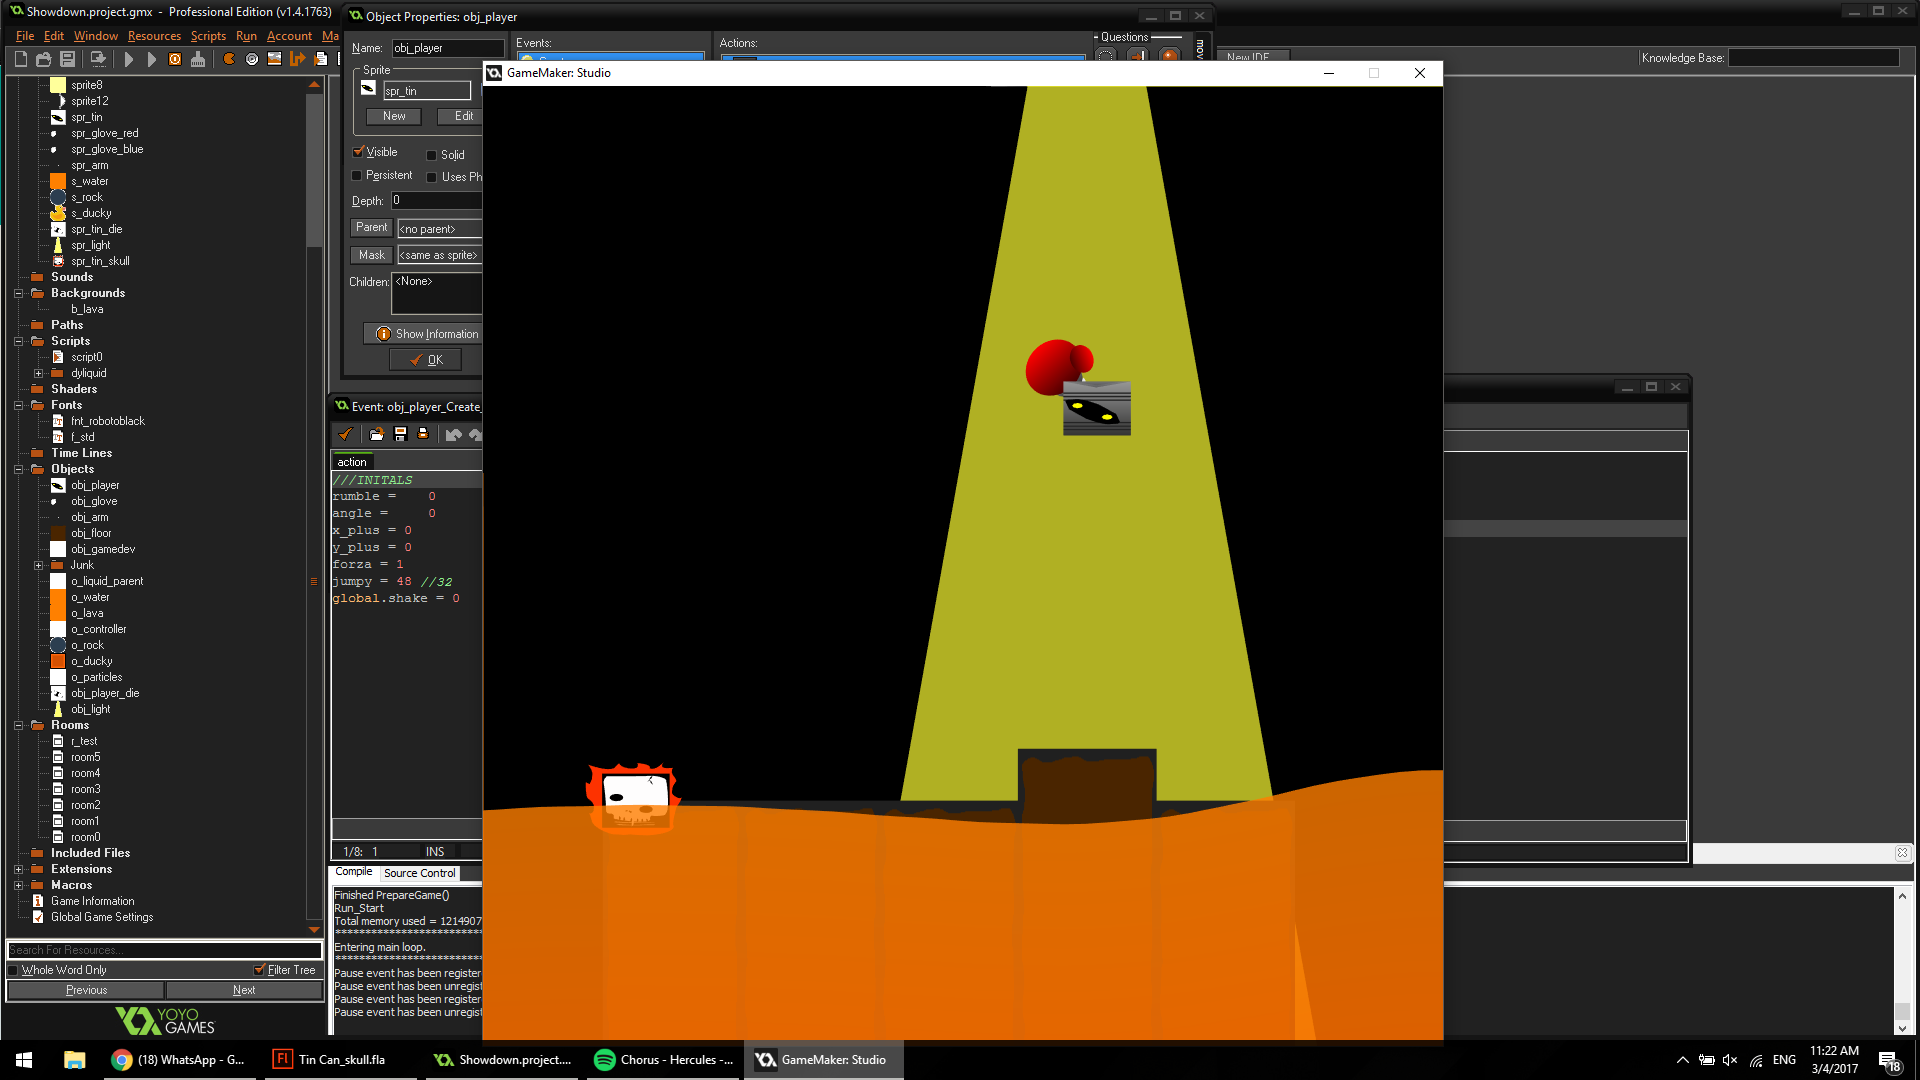 Showdown.project.gmx - Professional Edition (v1.4.1763)
File Edit Window Resources Scripts Run Account Ma
Object Properties: obj_player
Name: obj_player
Events:
Actions:
Questions
move
New IDE
Knowledge Base:
Sprite
spr_tin
New Edit
Visible
Solid
Persistent
Uses Ph
Depth: 0
Parent <no parent>
Mask <same as sprite>
Children: <None>
Show Information
OK
GameMaker: Studio
sprite8
sprite12
spr_tin
spr_glove_red
spr_glove_blue
spr_arm
s_water
s_rock
s_ducky
spr_tin_die
spr_light
spr_tin_skull
Sounds
Backgrounds
b_lava
Paths
Scripts
script0
dyliquid
Shaders
Fonts
fnt_robotoblack
f_std
Time Lines
Objects
obj_player
obj_glove
obj_arm
obj_floor
obj_gamedev
Junk
o_liquid_parent
o_water
o_lava
o_controller
o_rock
o_ducky
o_particles
obj_player_die
obj_light
Rooms
r_test
room5
room4
room3
room2
room1
room0
Included Files
Extensions
Macros
Game Information
Global Game Settings
Search For Resources...
Whole Word Only
Filter Tree
Previous Next
YOYO
GAMES
Event: obj_player_Create_
action
///INITALS
rumble = 0
angle = 0
x_plus = 0
y_plus = 0
forza = 1
jumpy = 48 //32
global.shake = 0
1/8: 1 INS
Compile Source Control
Finished PrepareGame()
Run_Start
Total memory used = 1214907
**************************
Entering main loop.
**************************
Pause event has been register
Pause event has been unregist
Pause event has been register
Pause event has been unregist
(18) WhatsApp - G...
Tin Can_skull.fla
Showdown.project....
Chorus - Hercules -...
GameMaker: Studio
ENG
11:22 AM
3/4/2017
18